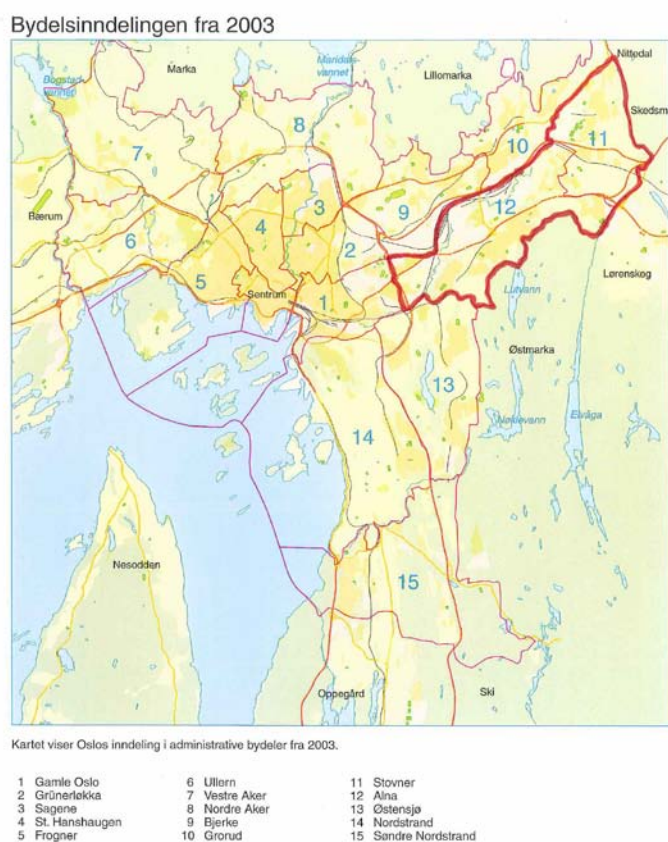 Bydelsinndelingen fra 2003
Nittedal
Marka
Maridals-
vannet
Lillomarka
Bogstad-
vannet
Skedsm
8
10
7
11
3
9
12
4
Bærum
2
6
5
Sentrum
1
Lørenskog
Lutvann
Østmarka
13
Nøklevann
Elvåga
14
Nesodden
15
Oppegård
Ski
Kartet viser Oslos inndeling i administrative bydeler fra 2003.
1 Gamle Oslo
2 Grünerløkka
3 Sagene
4 St. Hanshaugen
5 Frogner
6 Ullern
7 Vestre Aker
8 Nordre Aker
9 Bjerke
10 Grorud
11 Stovner
12 Alna
13 Østensjø
14 Nordstrand
15 Søndre Nordstrand